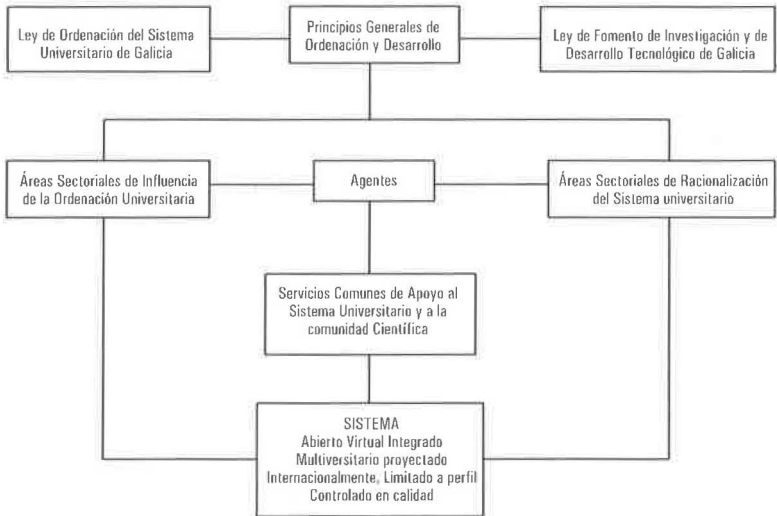 Ley de Ordenación del Sistema
Universitario de Galicia
Principios Generales de
Ordenación y Desarrollo
Ley de Fomento de Investigación y de
Desarrollo Tecnológico de Galicia
Áreas Sectoriales de Influencia
de la Ordenación Universitaria
Agentes
Áreas Sectoriales de Racionalización
del Sistema universitario
Servicios Comunes de Apoyo al
Sistema Universitario y a la
comunidad Científica
SISTEMA
Abierto Virtual Integrado
Multiversitario proyectado
Internacionalmente, Limitado a perfil
Controlado en calidad